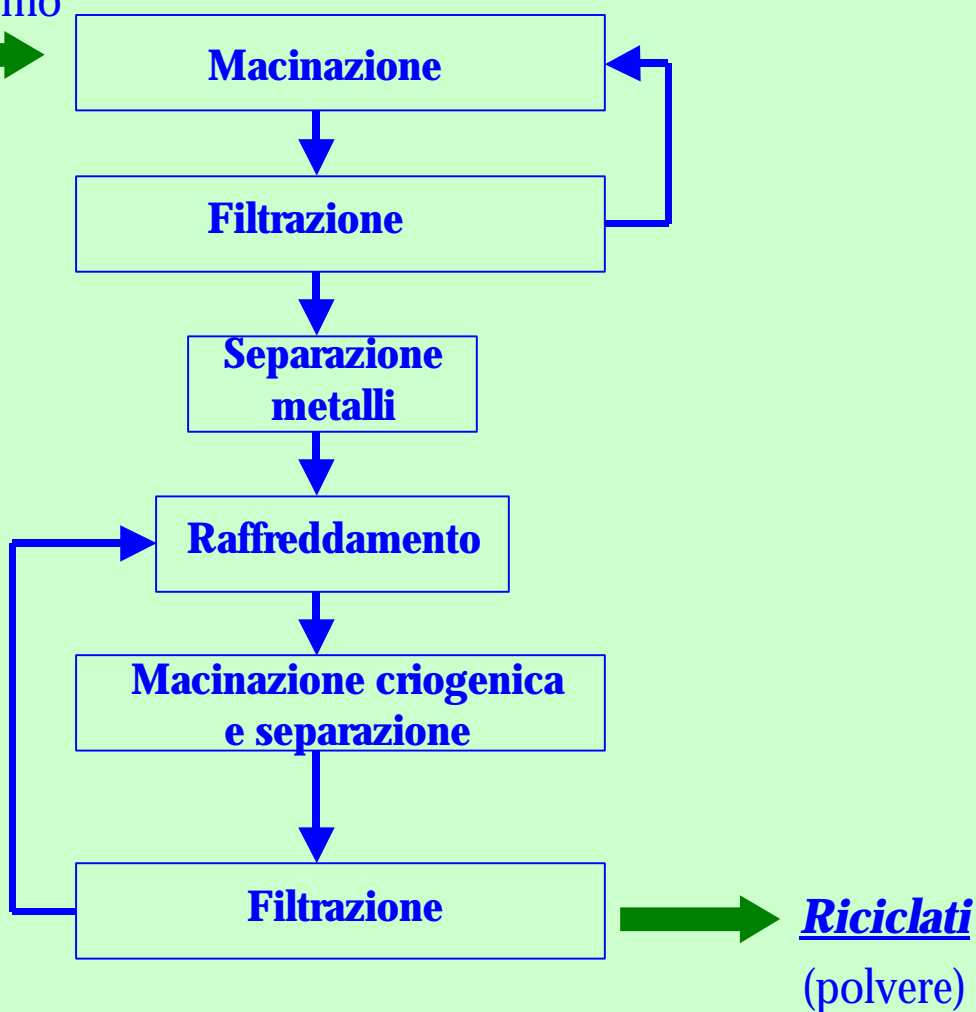 Macinazione
Filtrazione
Separazione
metalli
Raffreddamento
Macinazione criogenica
e separazione
Filtrazione
Riciclati
(polvere)